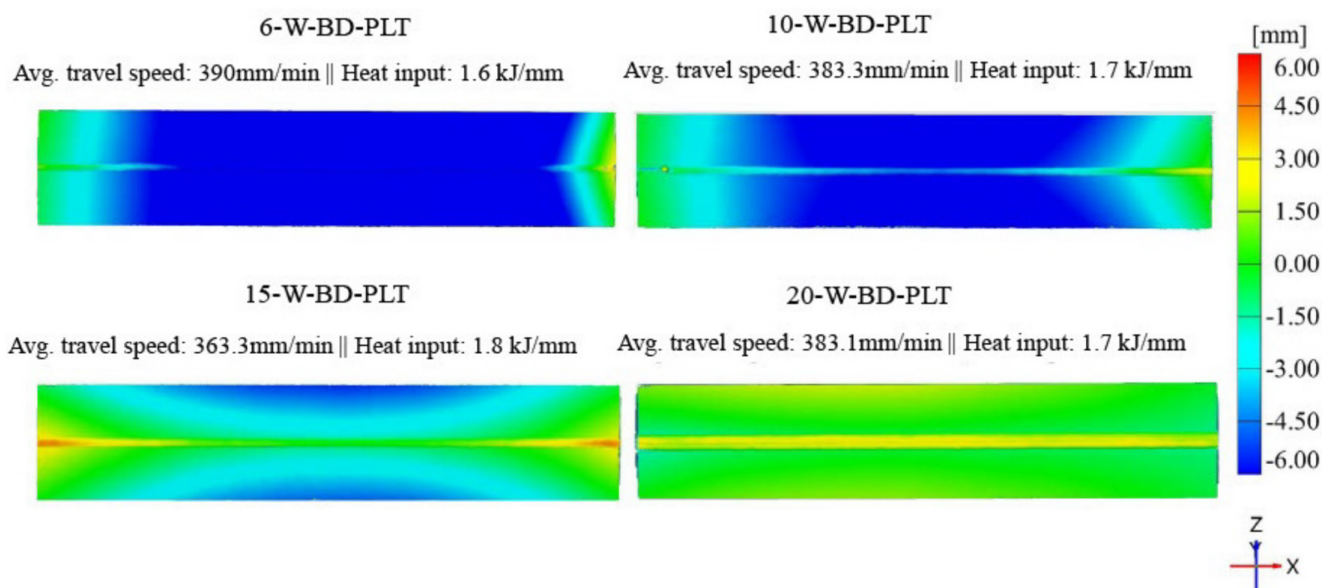 6-W-BD-PLT
Avg. travel speed: 390mm/min || Heat input: 1.6 kJ/mm
10-W-BD-PLT
Avg. travel speed: 383.3mm/min || Heat input: 1.7 kJ/mm
15-W-BD-PLT
Avg. travel speed: 363.3mm/min || Heat input: 1.8 kJ/mm
20-W-BD-PLT
Avg. travel speed: 383.1mm/min || Heat input: 1.7 kJ/mm
[mm]
6.00
4.50
3.00
1.50
0.00
-1.50
-3.00
-4.50
-6.00
Z
X